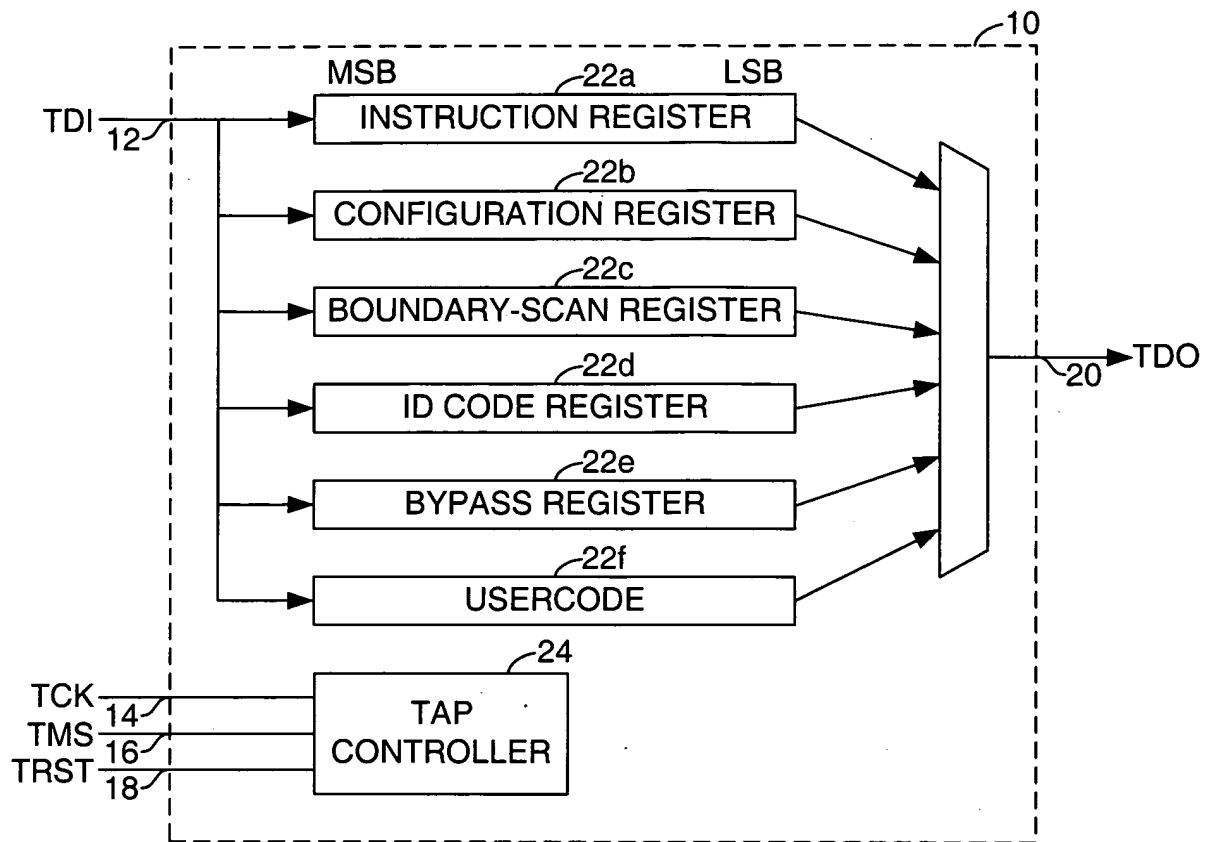 10
MSB
LSB
22a
TDI
12
INSTRUCTION REGISTER
22b
CONFIGURATION REGISTER
22c
BOUNDARY-SCAN REGISTER
20
TDO
22d
ID CODE REGISTER
22e
BYPASS REGISTER
22f
USERCODE
24
TCK
14
TMS
16
TRST
18
TAP
CONTROLLER